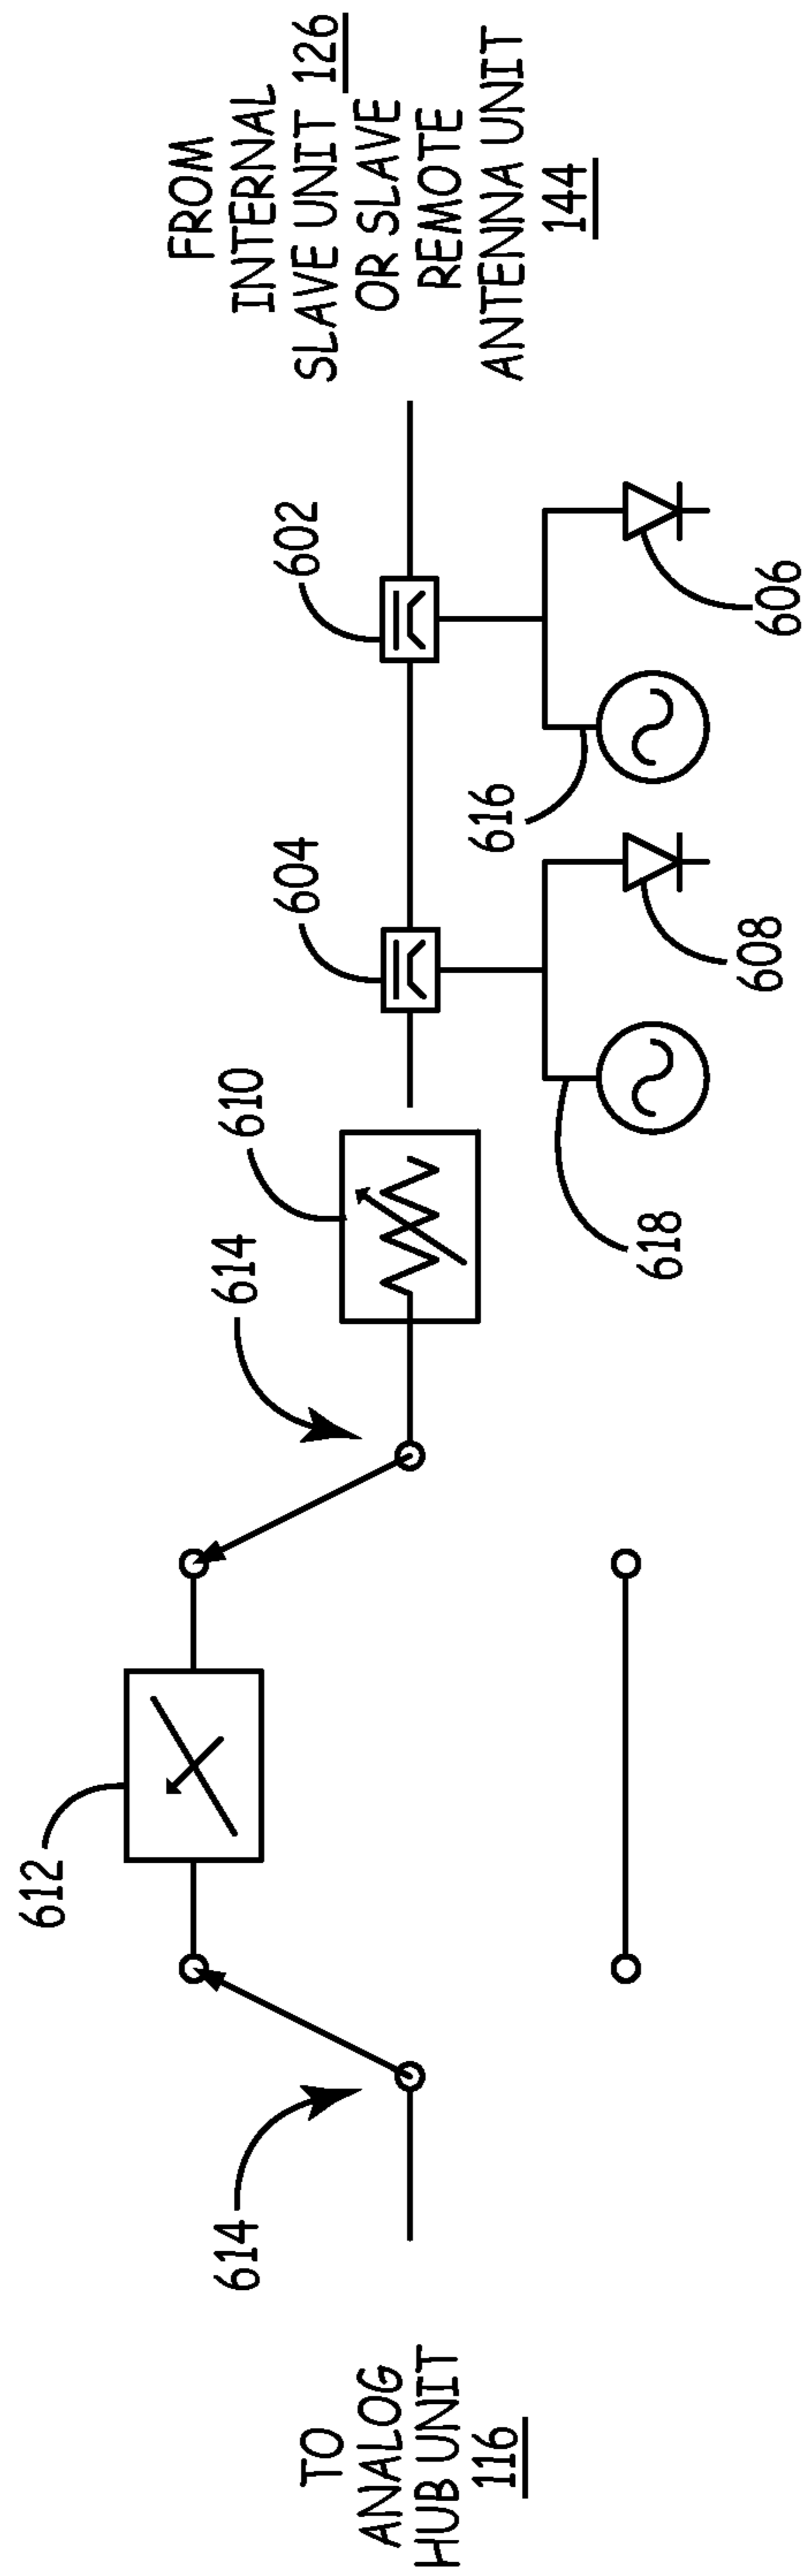 TO
ANALOG
HUB UNIT
116
614
612
614
610
618
604
608
616
602
606
FROM
INTERNAL
SLAVE UNIT 126
OR SLAVE
REMOTE
ANTENNA UNIT
144